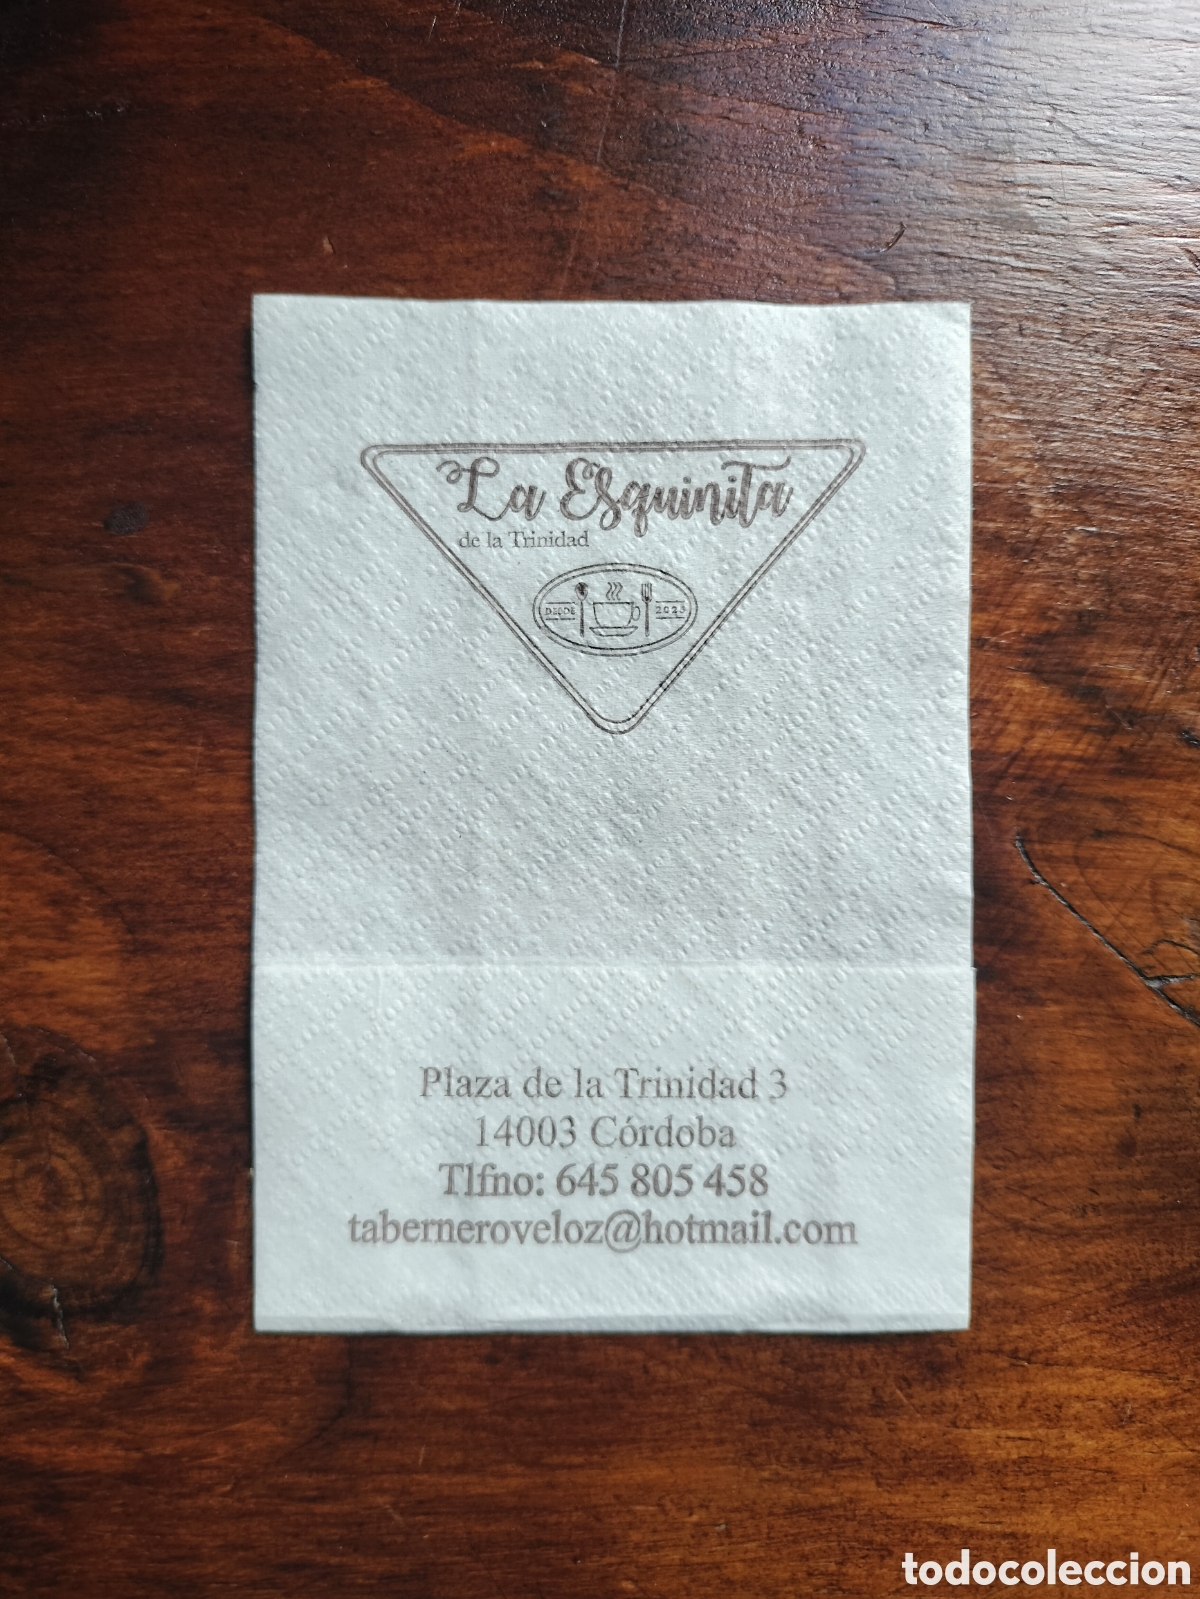 La Esquinita
de la Trinidad
DESDE 2023
Plaza de la Trinidad 3
14003 Córdoba
Tlfno: 645 805 458
taberneroveloz@hotmail.com
todocoleccion